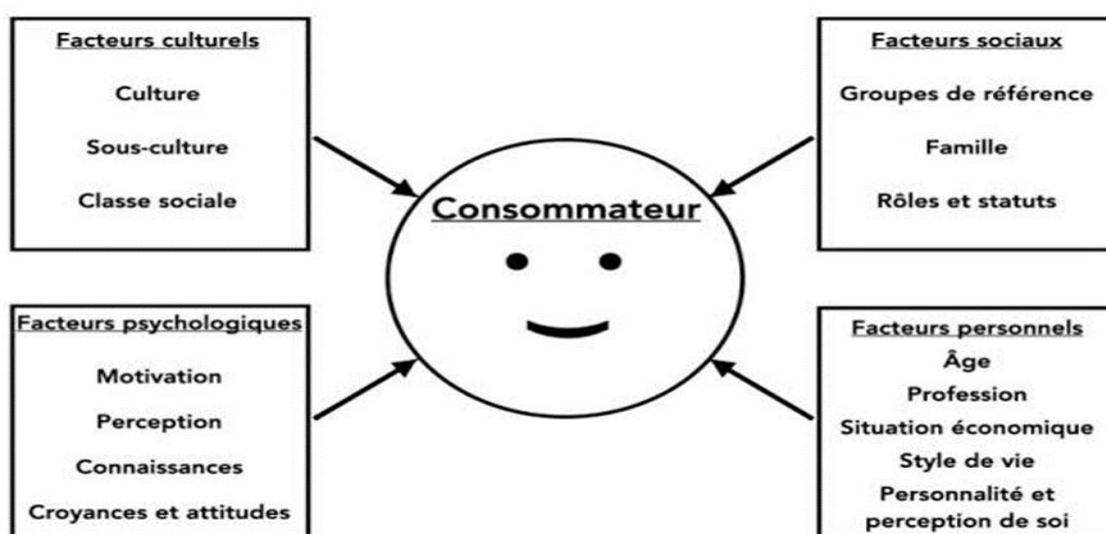 Facteurs culturels
Culture
Sous-culture
Classe sociale
Facteurs sociaux
Groupes de référence
Famille
Rôles et statuts
Consommateur
Facteurs psychologiques
Motivation
Perception
Connaissances
Croyances et attitudes
Facteurs personnels
Âge
Profession
Situation économique
Style de vie
Personnalité et
perception de soi